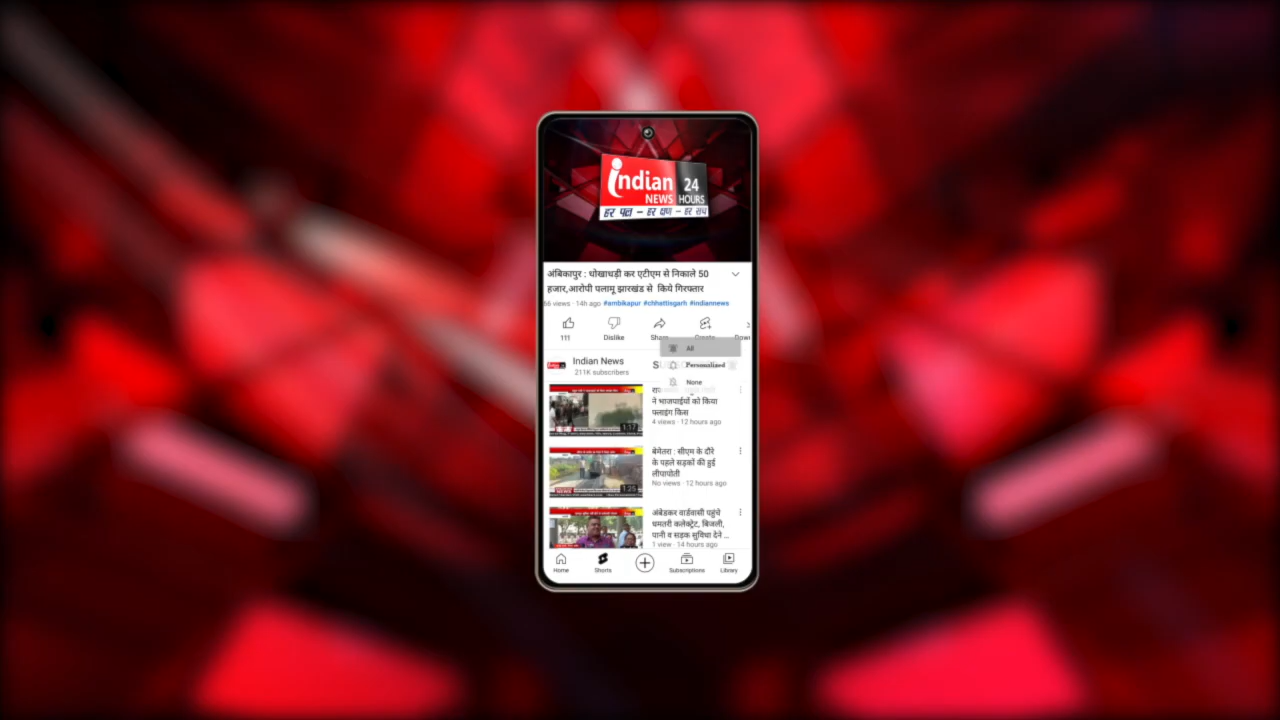 indian
NEWS
24
HOURS
हर पल – हर क्षण – हर सच
अंबिकापुर : धोखाधड़ी कर एटीएम से निकाले 50
हजार,आरोपी पलामू झारखंड से किये गिरफ्तार
66 views · 14h ago #ambikapur #chhattisgarh #indiannews
111
Dislike
Share
Create
All
Indian News
211K subscribers
Personalized
None
ने भाजपाईयों को किया
फ्लाइंग किस
4 views · 12 hours ago
1:17
बेमेतरा : सीएम के दौरे
के पहले सड़कों की हुई
लीपापोती
No views · 12 hours ago
1:25
अंबेडकर वार्डवासी पहुंचे
धमतरी कलेक्ट्रेट, बिजली,
पानी व सड़क सुविधा देने ...
1 view · 14 hours ago
Home
Shorts
Subscriptions
Library